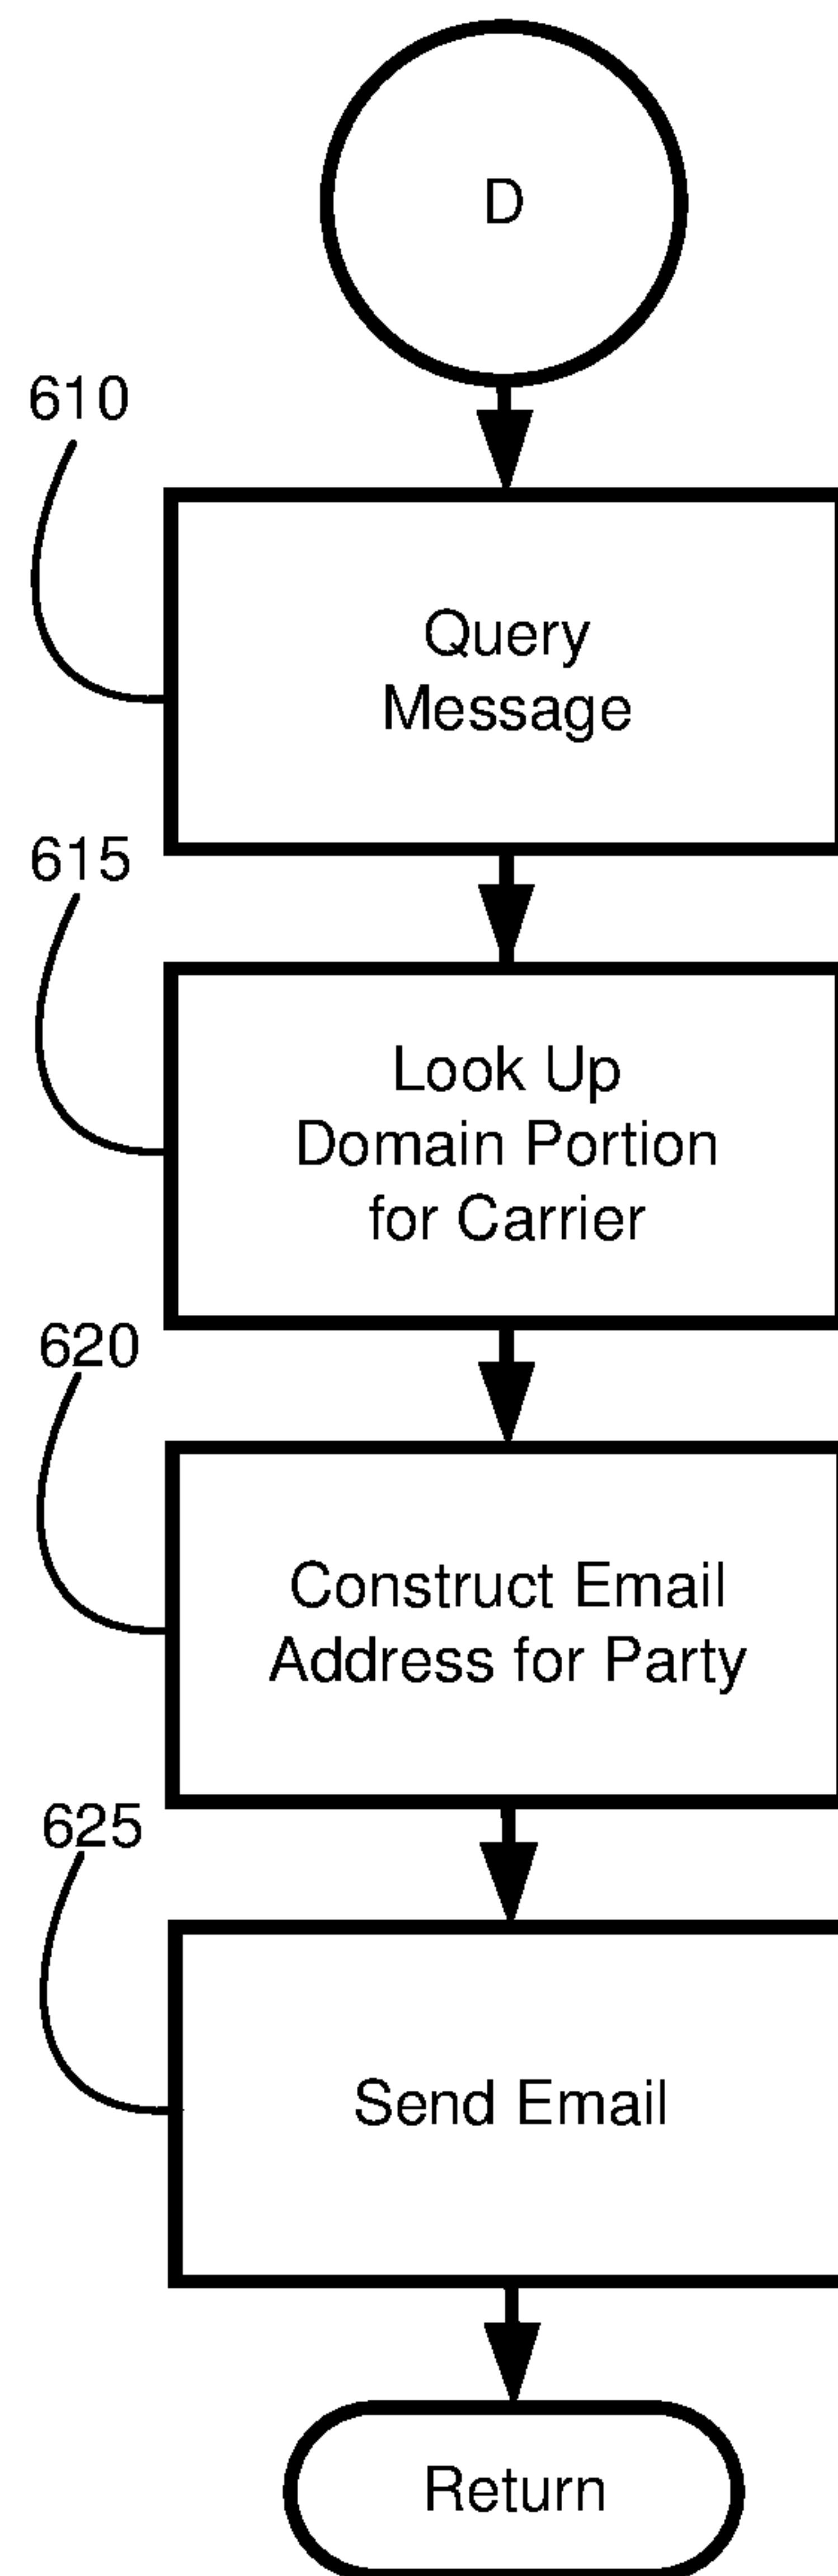 D
610
Query
Message
615
Look Up
Domain Portion
for Carrier
620
Construct Email
Address for Party
625
Send Email
Return